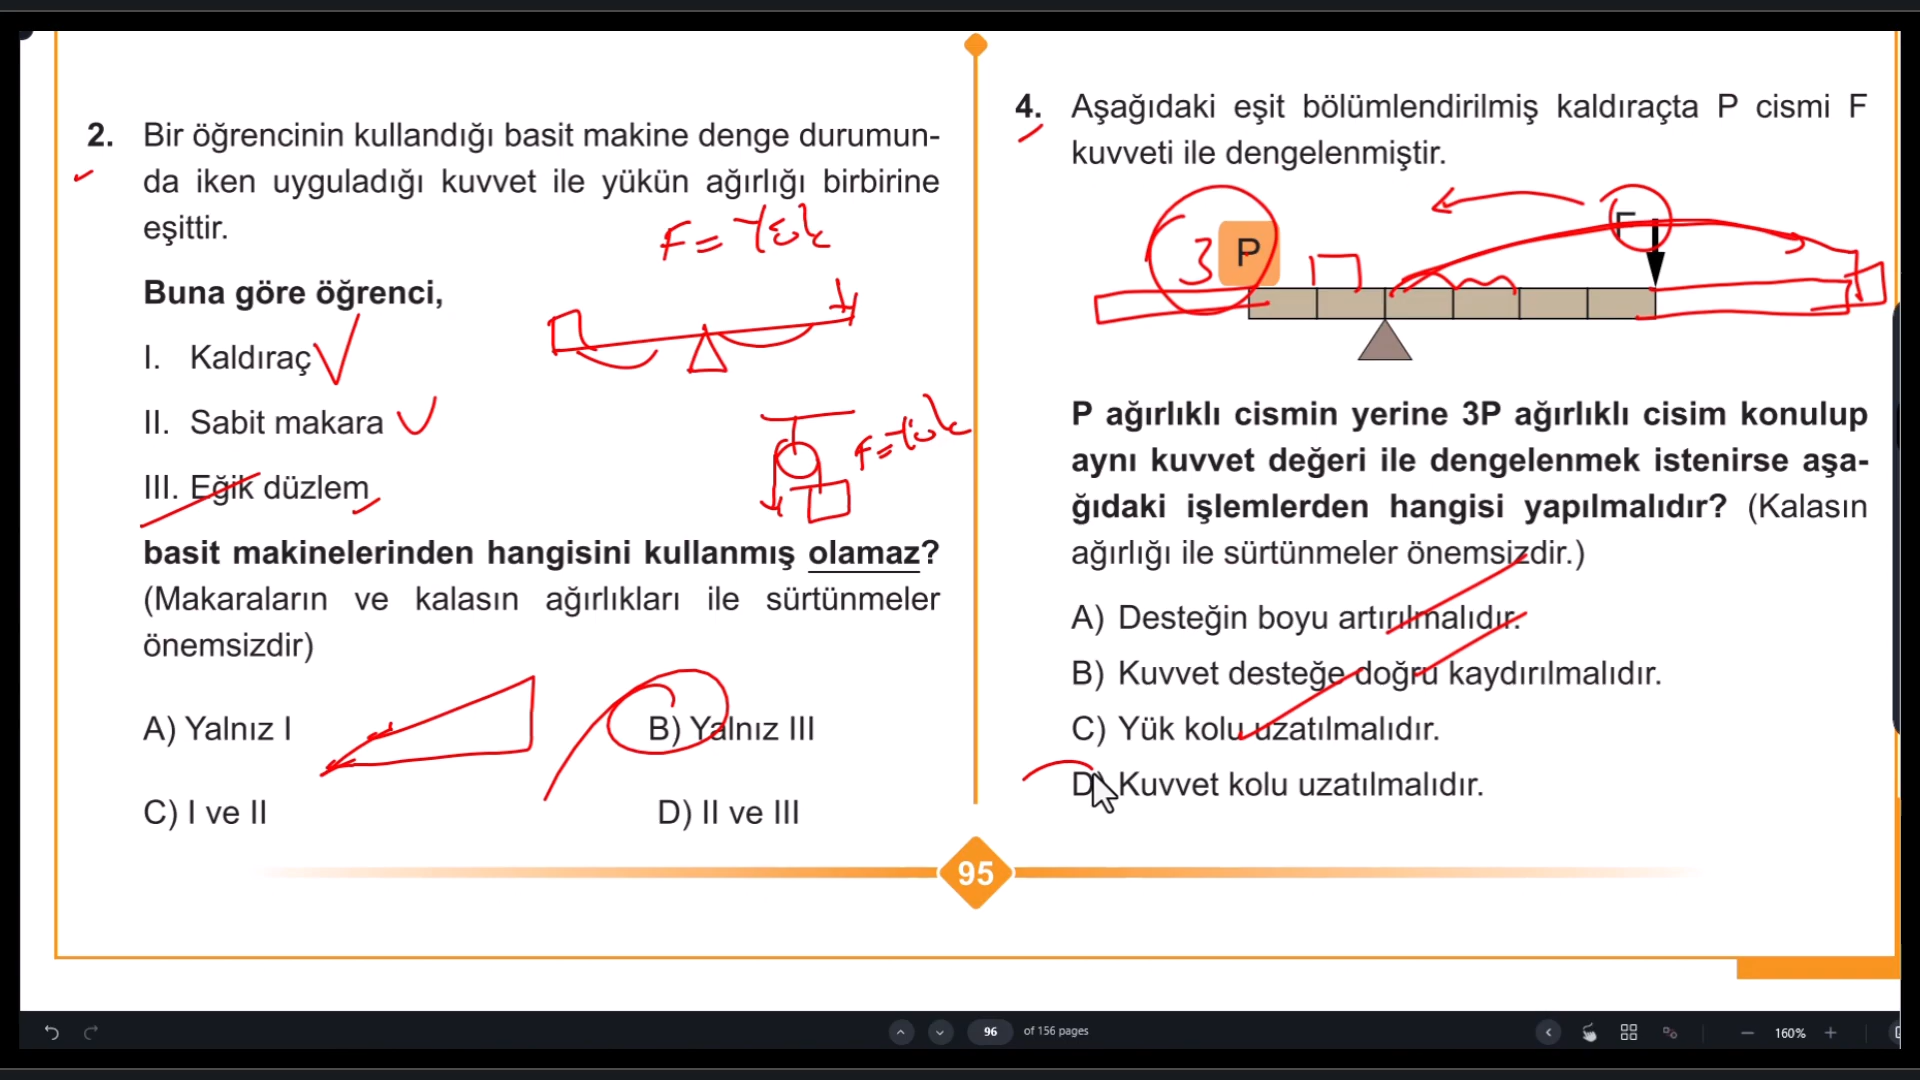 2. Bir öğrencinin kullandığı basit makine denge durumun-
da iken uyguladığı kuvvet ile yükün ağırlığı birbirine
eşittir.
F = Yük
Buna göre öğrenci,
I. Kaldıraç
II. Sabit makara
F = Yük
III. Eğik düzlem
basit makinelerinden hangisini kullanmış olamaz?
(Makaraların ve kalasın ağırlıkları ile sürtünmeler
önemsizdir)
A) Yalnız I
B) Yalnız III
C) I ve II
D) II ve III
4. Aşağıdaki eşit bölümlendirilmiş kaldıraçta P cismi F
kuvveti ile dengelenmiştir.
3 P
F
P ağırlıklı cismin yerine 3P ağırlıklı cisim konulup
aynı kuvvet değeri ile dengelenmek istenirse aşa-
ğıdaki işlemlerden hangisi yapılmalıdır? (Kalasın
ağırlığı ile sürtünmeler önemsizdir.)
A) Desteğin boyu artırılmalıdır.
B) Kuvvet desteğe doğru kaydırılmalıdır.
C) Yük kolu uzatılmalıdır.
D) Kuvvet kolu uzatılmalıdır.
95
96 of 156 pages
160%